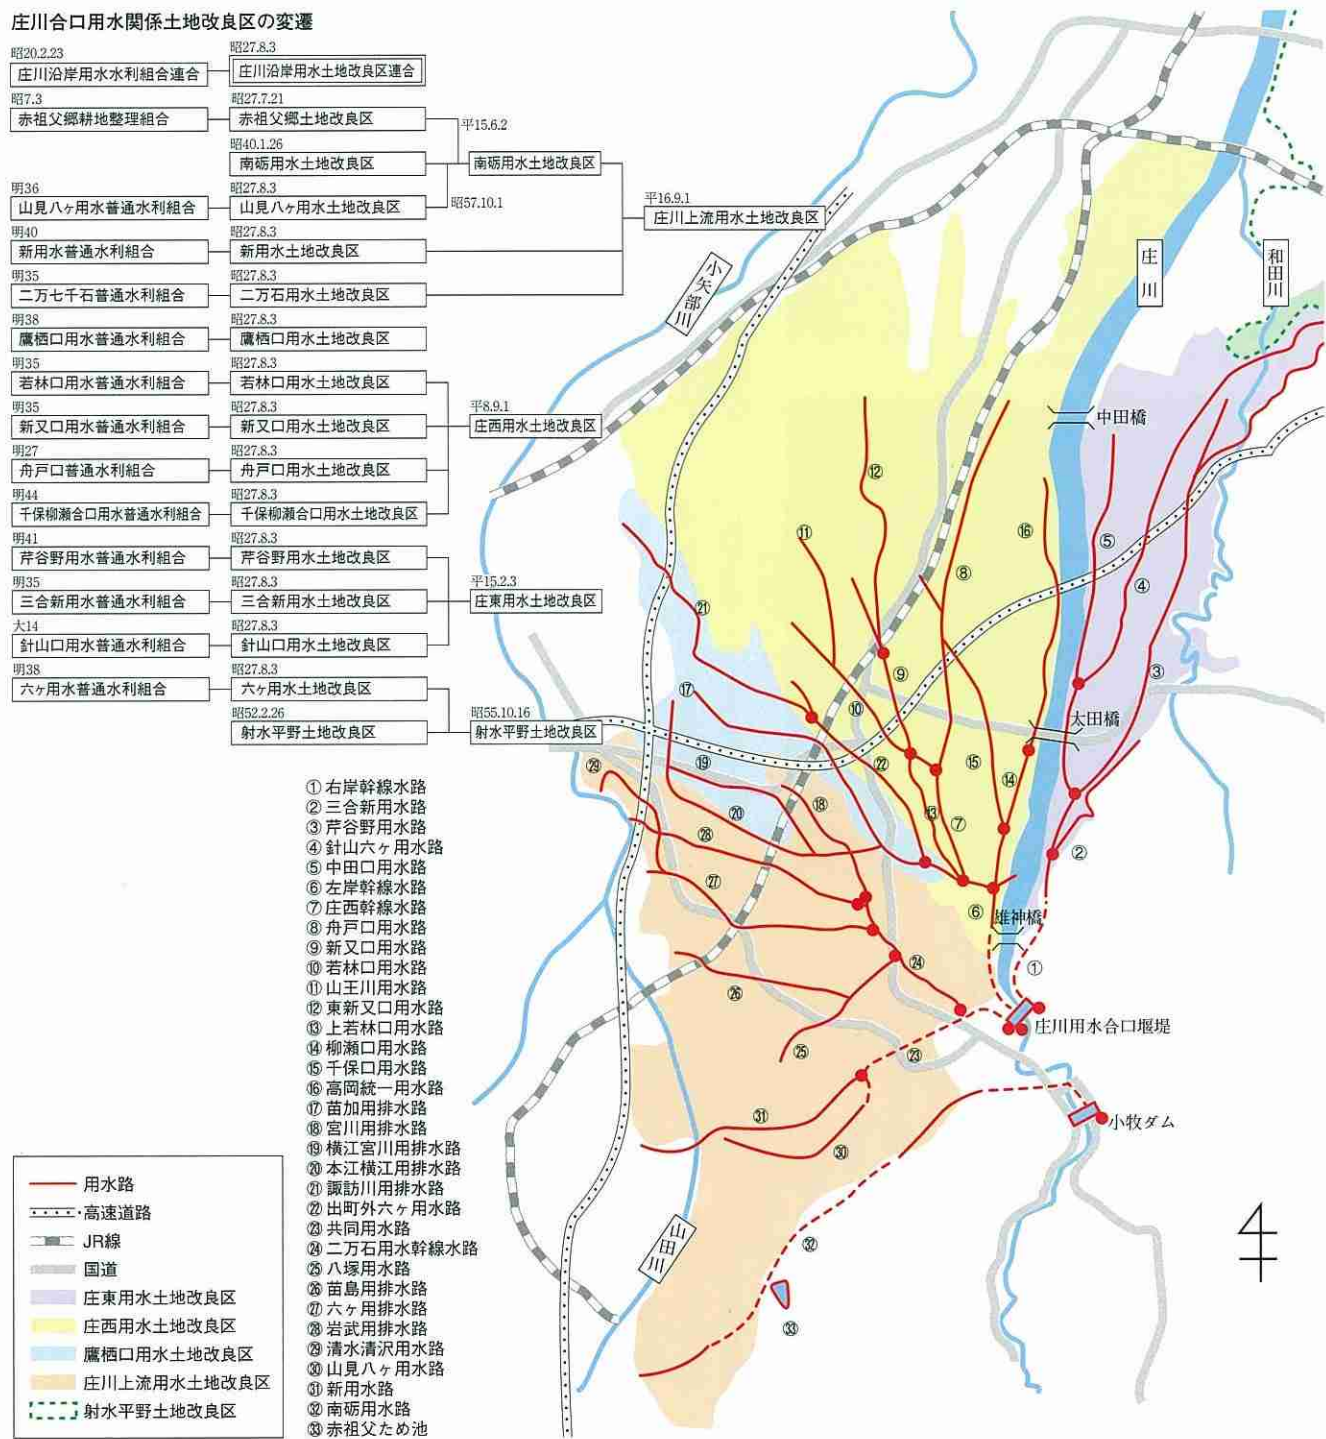 庄川合口用水関係土地改良区の変遷
昭20.2.23
庄川沿岸用水水利組合連合
昭27.8.3
庄川沿岸用水土地改良区連合
昭7.3
赤祖父郷耕地整理組合
昭27.7.21
赤祖父郷土地改良区
平15.6.2
昭40.1.26
南砺用水土地改良区
南砺用水土地改良区
明36
山見八ヶ用水普通水利組合
昭27.8.3
山見八ヶ用水土地改良区
昭57.10.1
平16.9.1
庄川上流用水土地改良区
明40
新用水普通水利組合
昭27.8.3
新用水土地改良区
明35
二万七千石普通水利組合
昭27.8.3
二万石用水土地改良区
明38
鷹栖口用水普通水利組合
昭27.8.3
鷹栖口用水土地改良区
明35
若林口用水普通水利組合
昭27.8.3
若林口用水土地改良区
明35
新又口用水普通水利組合
昭27.8.3
新又口用水土地改良区
平8.9.1
庄西用水土地改良区
明27
舟戸口普通水利組合
昭27.8.3
舟戸口用水土地改良区
明44
千保柳瀬合口用水普通水利組合
昭27.8.3
千保柳瀬合口用水土地改良区
明41
芹谷野用水普通水利組合
昭27.8.3
芹谷野用水土地改良区
明35
三合新用水普通水利組合
昭27.8.3
三合新用水土地改良区
平15.2.3
庄東用水土地改良区
大14
針山口用水普通水利組合
昭27.8.3
針山口用水土地改良区
明38
六ヶ用水普通水利組合
昭27.8.3
六ヶ用水土地改良区
昭52.2.26
射水平野土地改良区
昭55.10.16
射水平野土地改良区
①右岸幹線水路
②三合新用水路
③芹谷野用水路
④針山六ヶ用水路
⑤中田口用水路
⑥左岸幹線水路
⑦庄西幹線水路
⑧舟戸口用水路
⑨新又口用水路
⑩若林口用水路
⑪山王川用水路
⑫東新又口用水路
⑬上若林口用水路
⑭柳瀬口用水路
⑮千保口用水路
⑯高岡統一用水路
⑰苗加用排水路
⑱宮川用排水路
⑲横江宮川用排水路
⑳本江横江用排水路
㉑諏訪川用排水路
㉒出町外六ヶ用水路
㉓共同用水路
㉔二万石用水幹線水路
㉕八塚用水路
㉖苗島用排水路
㉗六ヶ用排水路
㉘岩武用排水路
㉙清水清沢用水路
㉚山見八ヶ用水路
㉛新用水路
㉜南砺用水路
㉝赤祖父ため池
用水路
高速道路
JR線
国道
庄東用水土地改良区
庄西用水土地改良区
鷹栖口用水土地改良区
庄川上流用水土地改良区
射水平野土地改良区
小矢部川
庄川
和田川
中田橋
⑫
⑪
⑯
⑤
⑧
④
㉑
③
⑨
⑰
⑩
太田橋
㉙
⑲
㉒
⑮
⑭
⑱
⑳
⑬
⑦
㉘
②
㉗
⑥
雄神橋
㉔
①
㉖
庄川用水合口堰堤
㉕
㉓
㉛
小牧ダム
㉚
山田川
㉜
㉝